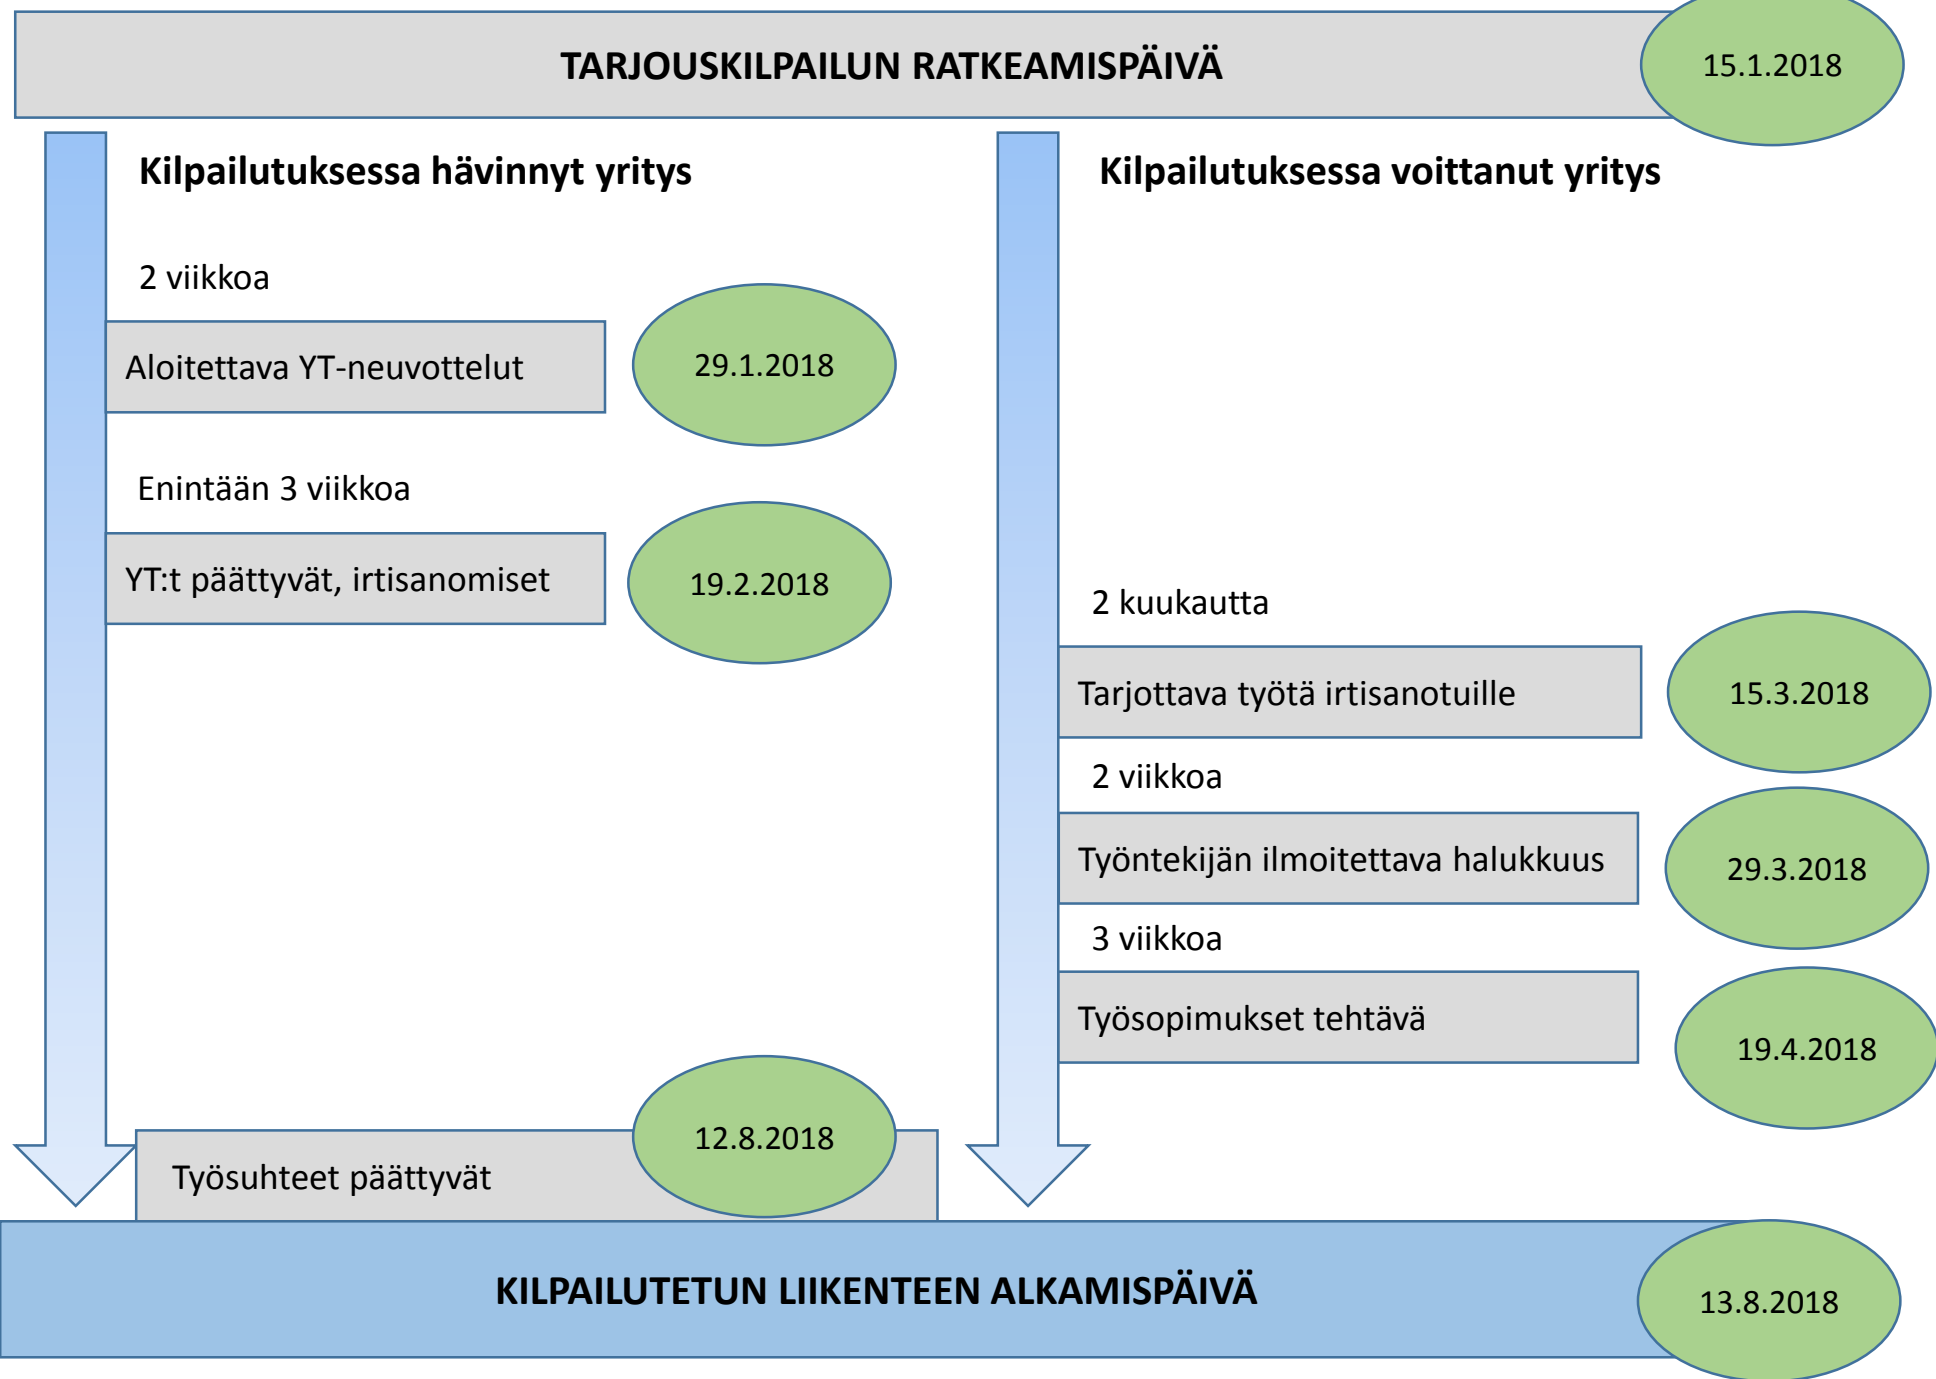 TARJOUSKILPAILUN RATKEAMISPÄIVÄ
15.1.2018
Kilpailutuksessa hävinnyt yritys
2 viikkoa
Aloitettava YT-neuvottelut
29.1.2018
Enintään 3 viikkoa
YT:t päättyvät, irtisanomiset
19.2.2018
Työsuhteet päättyvät
12.8.2018
Kilpailutuksessa voittanut yritys
2 kuukautta
Tarjottava työtä irtisanotuille
15.3.2018
2 viikkoa
Työntekijän ilmoitettava halukkuus
29.3.2018
3 viikkoa
Työsopimukset tehtävä
19.4.2018
KILPAILUTETUN LIIKENTEEN ALKAMISPÄIVÄ
13.8.2018